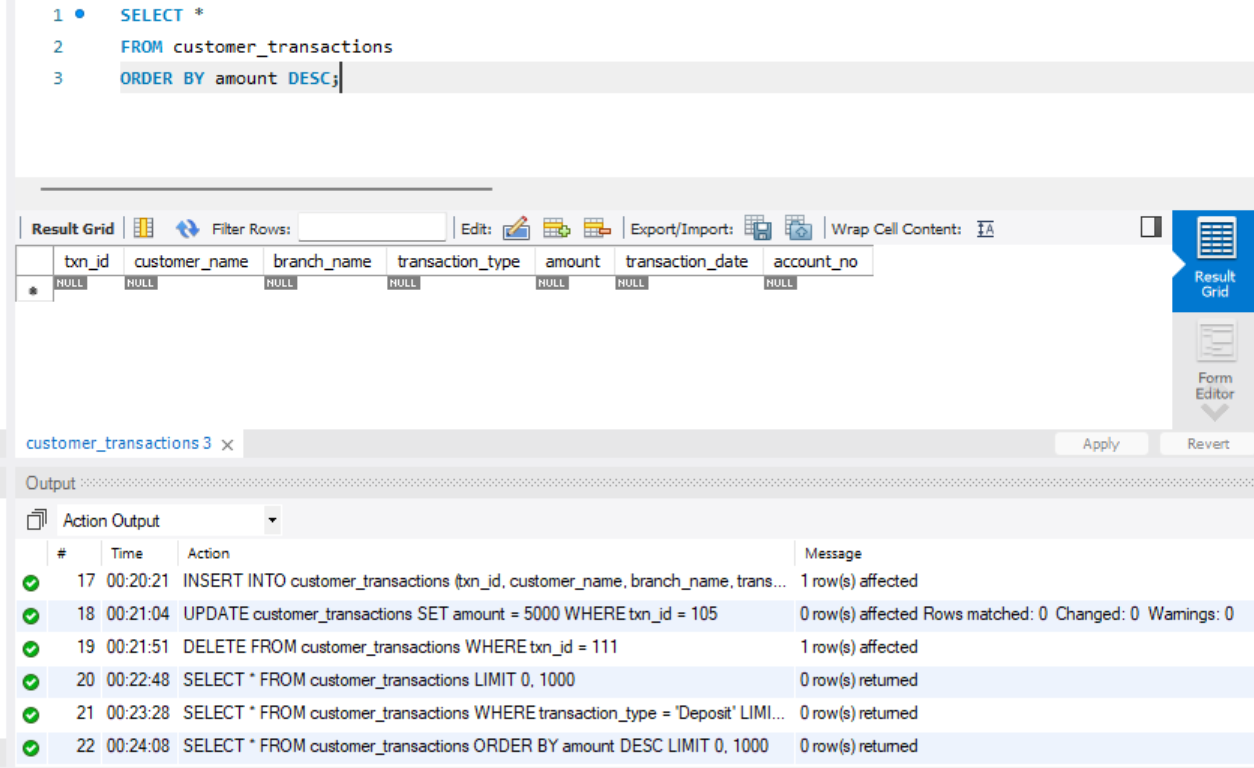 1 SELECT *
2 FROM customer_transactions
3 ORDER BY amount DESC;
Result Grid Filter Rows: Edit: Export/Import: Wrap Cell Content: IA
txn_id customer_name branch_name transaction_type amount transaction_date account_no
* NULL NULL NULL NULL NULL NULL NULL
Result
Grid
Form
Editor
customer_transactions 3 × Apply Revert
Output
Action Output
# Time Action Message
17 00:20:21 INSERT INTO customer_transactions (txn_id, customer_name, branch_name, trans... 1 row(s) affected
18 00:21:04 UPDATE customer_transactions SET amount = 5000 WHERE txn_id = 105 0 row(s) affected Rows matched: 0 Changed: 0 Warnings: 0
19 00:21:51 DELETE FROM customer_transactions WHERE txn_id = 111 1 row(s) affected
20 00:22:48 SELECT * FROM customer_transactions LIMIT 0, 1000 0 row(s) returned
21 00:23:28 SELECT * FROM customer_transactions WHERE transaction_type = 'Deposit' LIMI... 0 row(s) returned
22 00:24:08 SELECT * FROM customer_transactions ORDER BY amount DESC LIMIT 0, 1000 0 row(s) returned